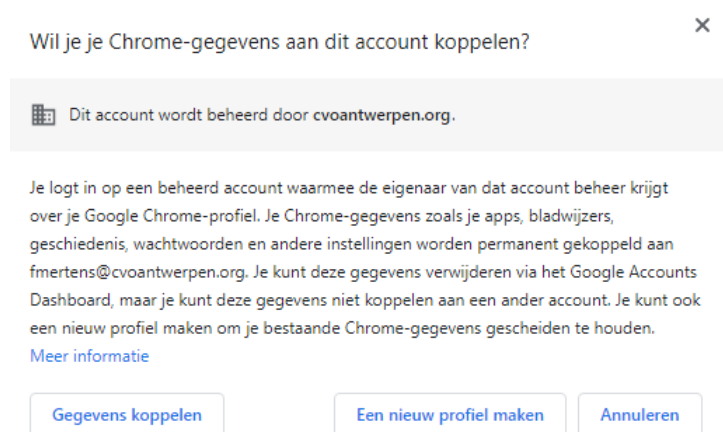 Wil je je Chrome-gegevens aan dit account koppelen?
Dit account wordt beheerd door cvoantwerpen.org.
Je logt in op een beheerd account waarmee de eigenaar van dat account beheer krijgt
over je Google Chrome-profiel. Je Chrome-gegevens zoals je apps, bladwijzers,
geschiedenis, wachtwoorden en andere instellingen worden permanent gekoppeld aan
fmertens@cvoantwerpen.org. Je kunt deze gegevens verwijderen via het Google Accounts
Dashboard, maar je kunt deze gegevens niet koppelen aan een ander account. Je kunt ook
een nieuw profiel maken om je bestaande Chrome-gegevens gescheiden te houden.
Meer informatie
Gegevens koppelen Een nieuw profiel maken Annuleren